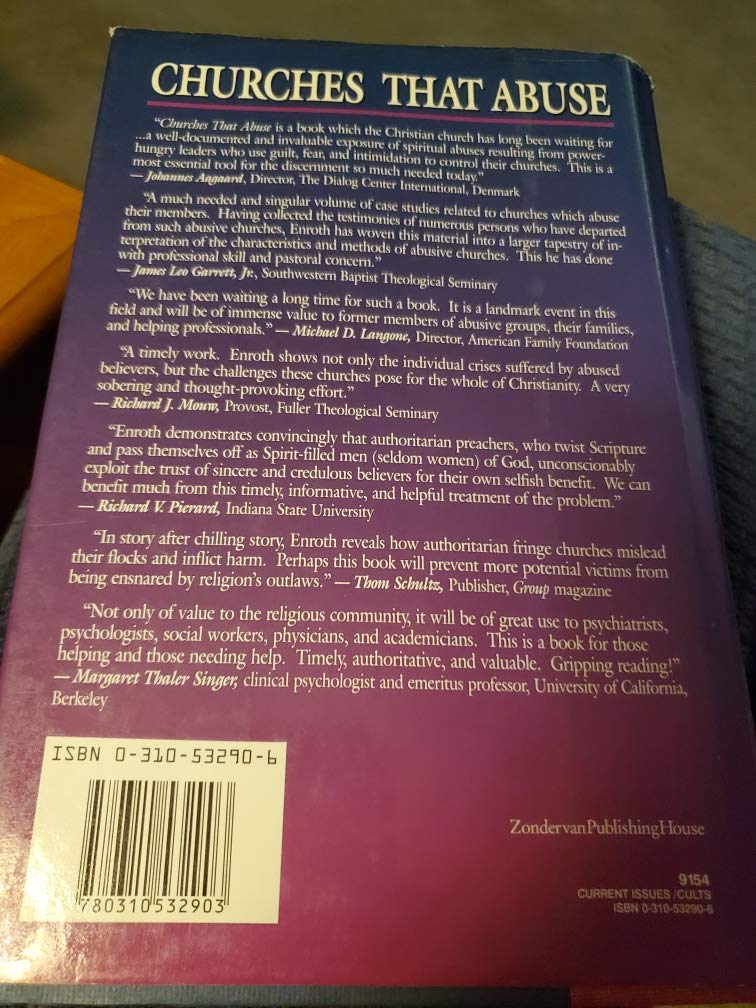 CHURCHES THAT ABUSE
“Churches That Abuse is a book which the Christian church has long been waiting for
...a well-documented and invaluable exposure of spiritual abuses resulting from power-
hungry leaders who use guilt, fear, and intimidation to control their churches. This is a
most essential tool for the discernment so much needed today.”
— Johannes Aagaard, Director, The Dialog Center International, Denmark
“A much needed and singular volume of case studies related to churches which abuse
their members. Having collected the testimonies of numerous persons who have departed
from such abusive churches, Enroth has woven this material into a larger tapestry of in-
terpretation of the characteristics and methods of abusive churches. This he has done
with professional skill and pastoral concern.”
— James Leo Garrett, Jr., Southwestern Baptist Theological Seminary
“We have been waiting a long time for such a book. It is a landmark event in this
field and will be of immense value to former members of abusive groups, their families,
and helping professionals.” — Michael D. Langone, Director, American Family Foundation
“A timely work. Enroth shows not only the individual crises suffered by abused
believers, but the challenges these churches pose for the whole of Christianity. A very
sobering and thought-provoking effort.”
— Richard J. Mouw, Provost, Fuller Theological Seminary
“Enroth demonstrates convincingly that authoritarian preachers, who twist Scripture
and pass themselves off as Spirit-filled men (seldom women) of God, unconscionably
exploit the trust of sincere and credulous believers for their own selfish benefit. We can
benefit much from this timely, informative, and helpful treatment of the problem.”
— Richard V. Pierard, Indiana State University
“In story after chilling story, Enroth reveals how authoritarian fringe churches mislead
their flocks and inflict harm. Perhaps this book will prevent more potential victims from
being ensnared by religion’s outlaws.” — Thom Schultz, Publisher, Group magazine
“Not only of value to the religious community, it will be of great use to psychiatrists,
psychologists, social workers, physicians, and academicians. This is a book for those
helping and those needing help. Timely, authoritative, and valuable. Gripping reading!”
— Margaret Thaler Singer, clinical psychologist and emeritus professor, University of California,
Berkeley
ISBN 0-310-53290-6
780310532903
ZondervanPublishingHouse
9154
CURRENT ISSUES /CULTS
ISBN 0-310-53290-6